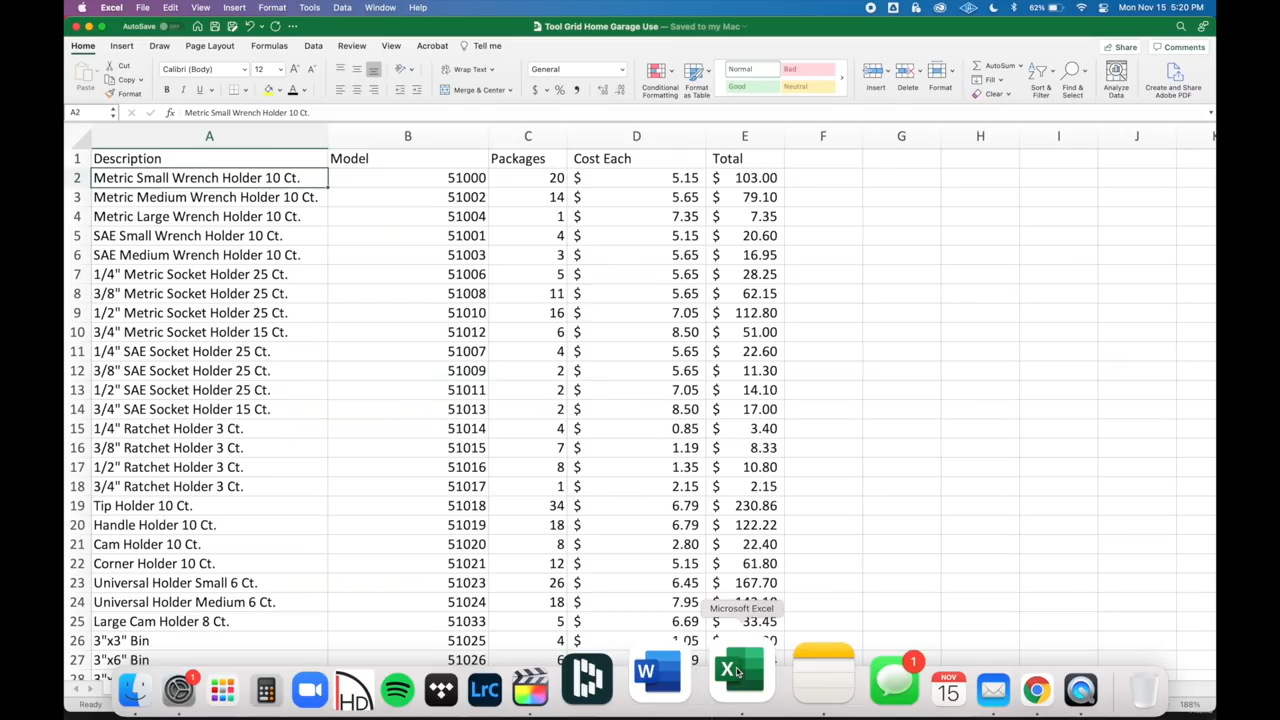 Excel File Edit View Insert Format Tools Data Window Help 62% Mon Nov 15 5:20 PM
AutoSave Tool Grid Home Garage Use — Saved to my Mac
Home Insert Draw Page Layout Formulas Data Review View Acrobat Tell me Share Comments
Paste Cut Copy Format Calibri (Body) 12 Wrap Text General Normal Red AutoSum
B I U Merge & Center $ % Conditional Formatting Format as Table Good Neutral Insert Delete Format Fill Clear Sort & Filter Find & Select Analyze Data Create and Share Adobe PDF
A2 fx Metric Small Wrench Holder 10 Ct.
A B C D E F G H I J K
1 Description Model Packages Cost Each Total
2 Metric Small Wrench Holder 10 Ct. 51000 20 $ 5.15 $ 103.00
3 Metric Medium Wrench Holder 10 Ct. 51002 14 $ 5.65 $ 79.10
4 Metric Large Wrench Holder 10 Ct. 51004 1 $ 7.35 $ 7.35
5 SAE Small Wrench Holder 10 Ct. 51001 4 $ 5.15 $ 20.60
6 SAE Medium Wrench Holder 10 Ct. 51003 3 $ 5.65 $ 16.95
7 1/4" Metric Socket Holder 25 Ct. 51006 5 $ 5.65 $ 28.25
8 3/8" Metric Socket Holder 25 Ct. 51008 11 $ 5.65 $ 62.15
9 1/2" Metric Socket Holder 25 Ct. 51010 16 $ 7.05 $ 112.80
10 3/4" Metric Socket Holder 15 Ct. 51012 6 $ 8.50 $ 51.00
11 1/4" SAE Socket Holder 25 Ct. 51007 4 $ 5.65 $ 22.60
12 3/8" SAE Socket Holder 25 Ct. 51009 2 $ 5.65 $ 11.30
13 1/2" SAE Socket Holder 25 Ct. 51011 2 $ 7.05 $ 14.10
14 3/4" SAE Socket Holder 15 Ct. 51013 2 $ 8.50 $ 17.00
15 1/4" Ratchet Holder 3 Ct. 51014 4 $ 0.85 $ 3.40
16 3/8" Ratchet Holder 3 Ct. 51015 7 $ 1.19 $ 8.33
17 1/2" Ratchet Holder 3 Ct. 51016 8 $ 1.35 $ 10.80
18 3/4" Ratchet Holder 3 Ct. 51017 1 $ 2.15 $ 2.15
19 Tip Holder 10 Ct. 51018 34 $ 6.79 $ 230.86
20 Handle Holder 10 Ct. 51019 18 $ 6.79 $ 122.22
21 Cam Holder 10 Ct. 51020 8 $ 2.80 $ 22.40
22 Corner Holder 10 Ct. 51021 12 $ 5.15 $ 61.80
23 Universal Holder Small 6 Ct. 51023 26 $ 6.45 $ 167.70
24 Universal Holder Medium 6 Ct. 51024 18 $ 7.95 $
Microsoft Excel
25 Large Cam Holder 8 Ct. 51033 5 $ 6.69 33.45
26 3"x3" Bin 51025 4
27 3"x6" Bin 51026
1 HD LrC W X 1 NOV 15
Ready 188%